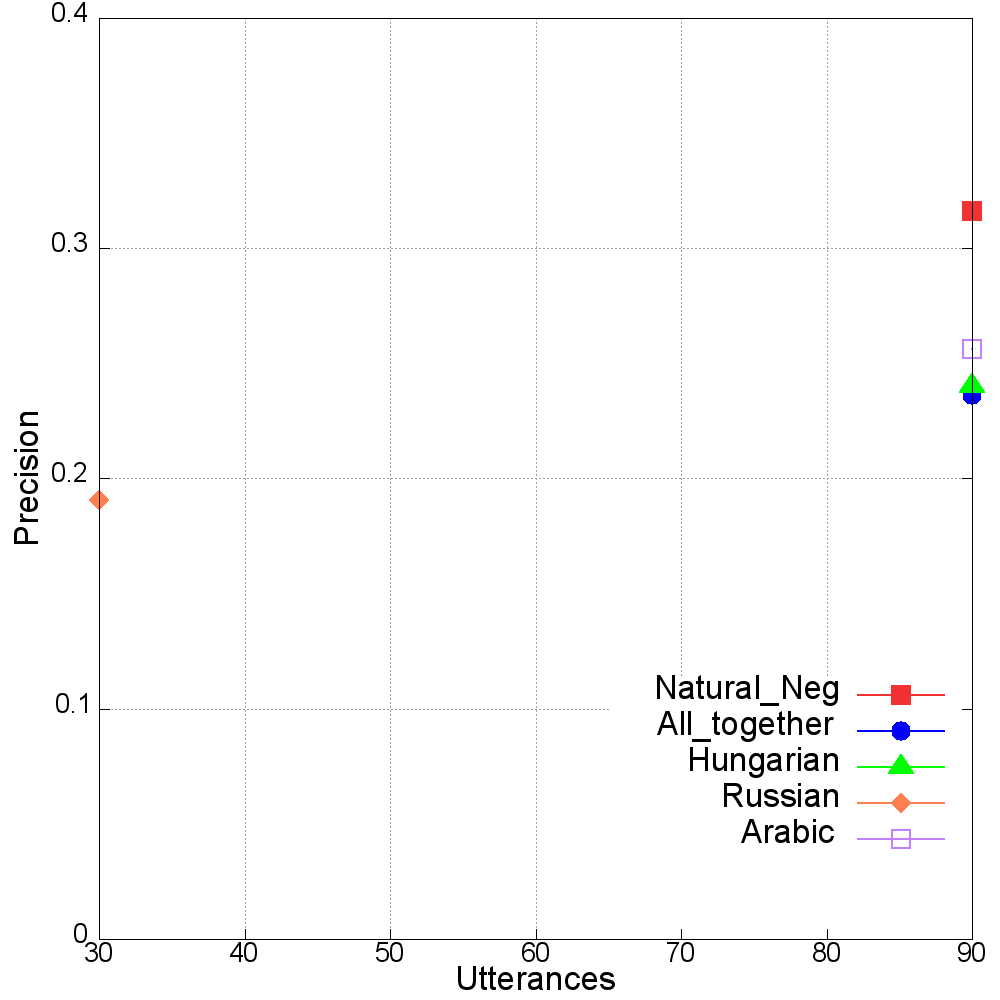 0.4
0.3
0.2
0.1
0
Precision
30 40 50 60 70 80 90
Utterances
Natural_Neg
All_together
Hungarian
Russian
Arabic